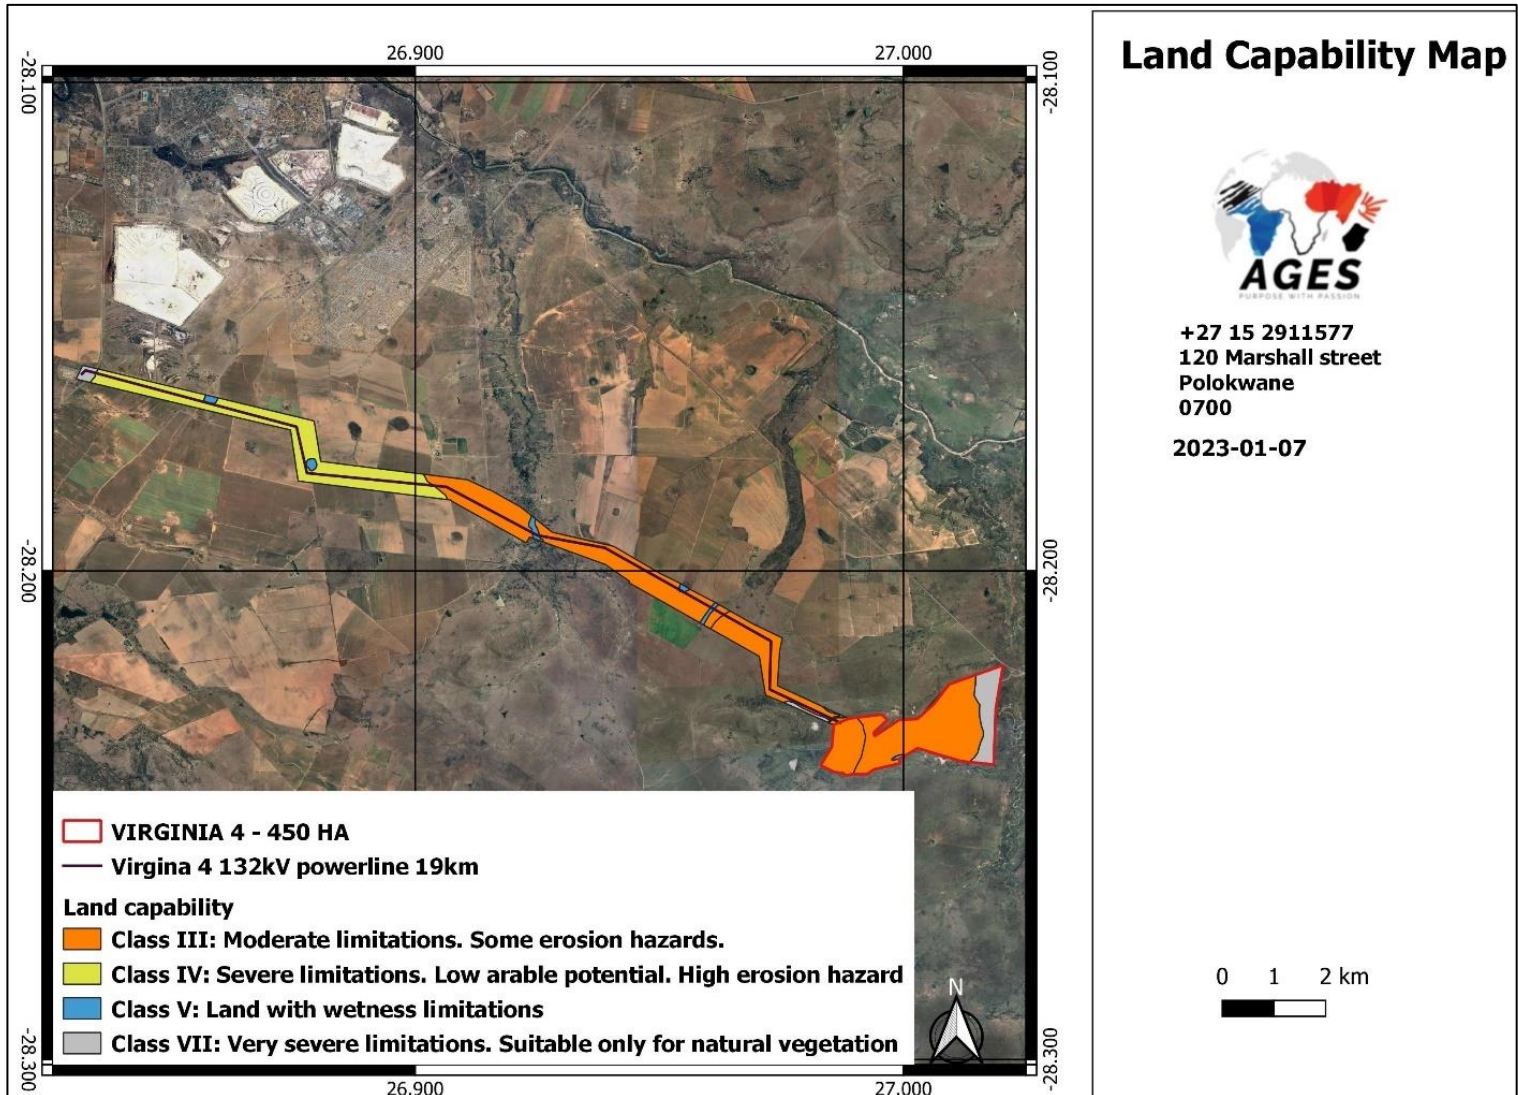 Land Capability Map
AGES
PURPOSE WITH PASSION
+27 15 2911577
120 Marshall street
Polokwane
0700
2023-01-07
0 1 2 km
26.900 27.000
-28.100 -28.100
-28.200 -28.200
-28.300 -28.300
26.900 27.000
N
VIRGINIA 4 - 450 HA
Virgina 4 132kV powerline 19km
Land capability
Class III: Moderate limitations. Some erosion hazards.
Class IV: Severe limitations. Low arable potential. High erosion hazard
Class V: Land with wetness limitations
Class VII: Very severe limitations. Suitable only for natural vegetation